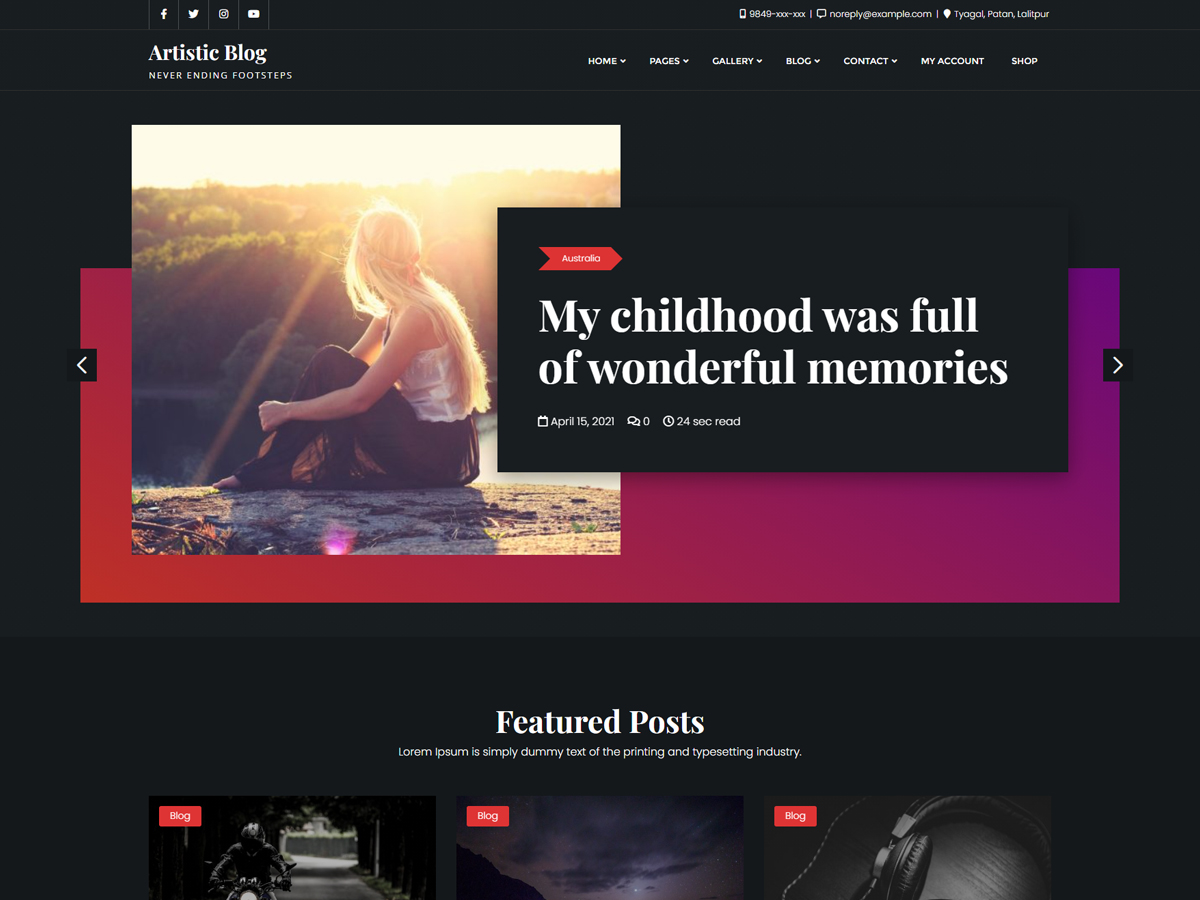 9849-xxx-xxx | noreply@example.com | Tyagal, Patan, Lalitpur
Artistic Blog
NEVER ENDING FOOTSTEPS
HOME PAGES GALLERY BLOG CONTACT MY ACCOUNT SHOP
Australia
My childhood was full
of wonderful memories
April 15, 2021 0 24 sec read
Featured Posts
Lorem Ipsum is simply dummy text of the printing and typesetting industry.
Blog Blog Blog